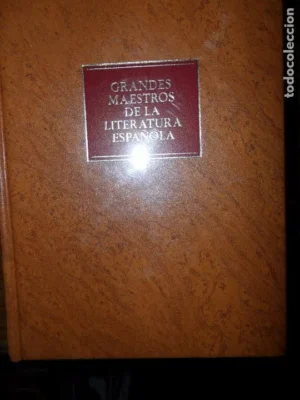 GRANDES
MAESTROS
DE LA
LITERATURA
ESPAÑOLA
todocoleccion